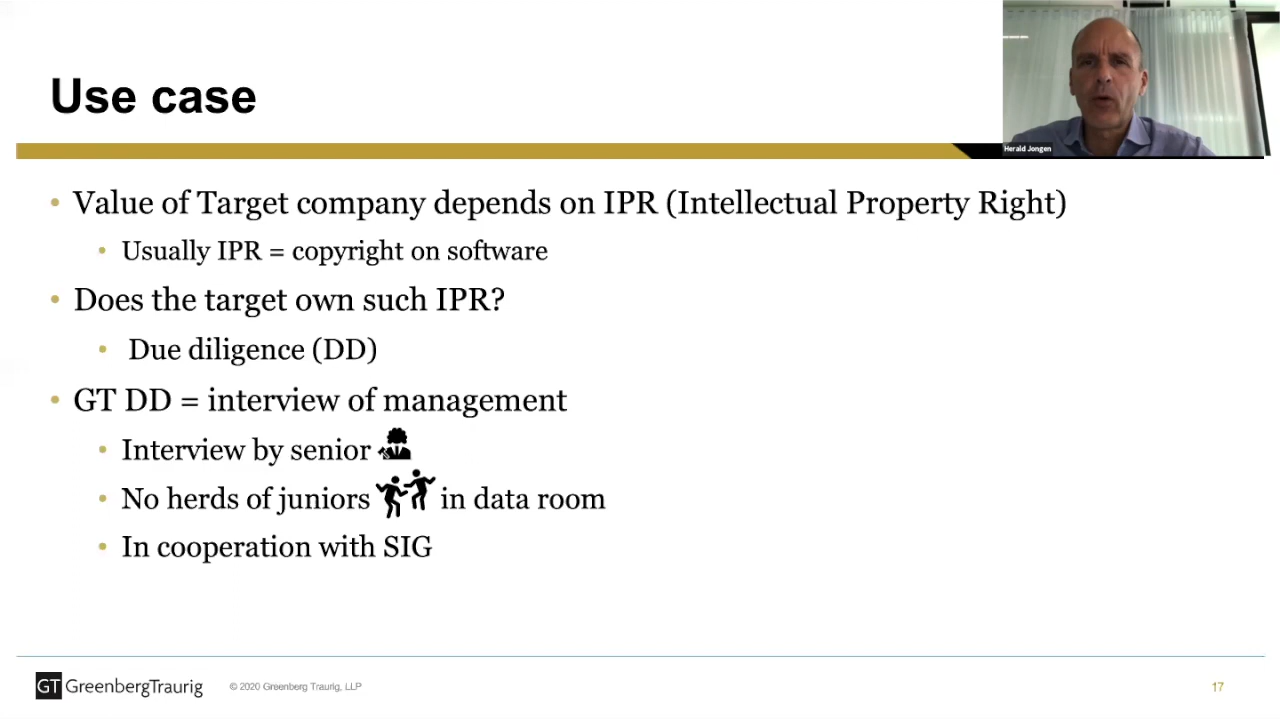 Use case
Herald Jongen
• Value of Target company depends on IPR (Intellectual Property Right)
• Usually IPR = copyright on software
• Does the target own such IPR?
• Due diligence (DD)
• GT DD = interview of management
• Interview by senior
• No herds of juniors in data room
• In cooperation with SIG
GT GreenbergTraurig
© 2020 Greenberg Traurig, LLP
17